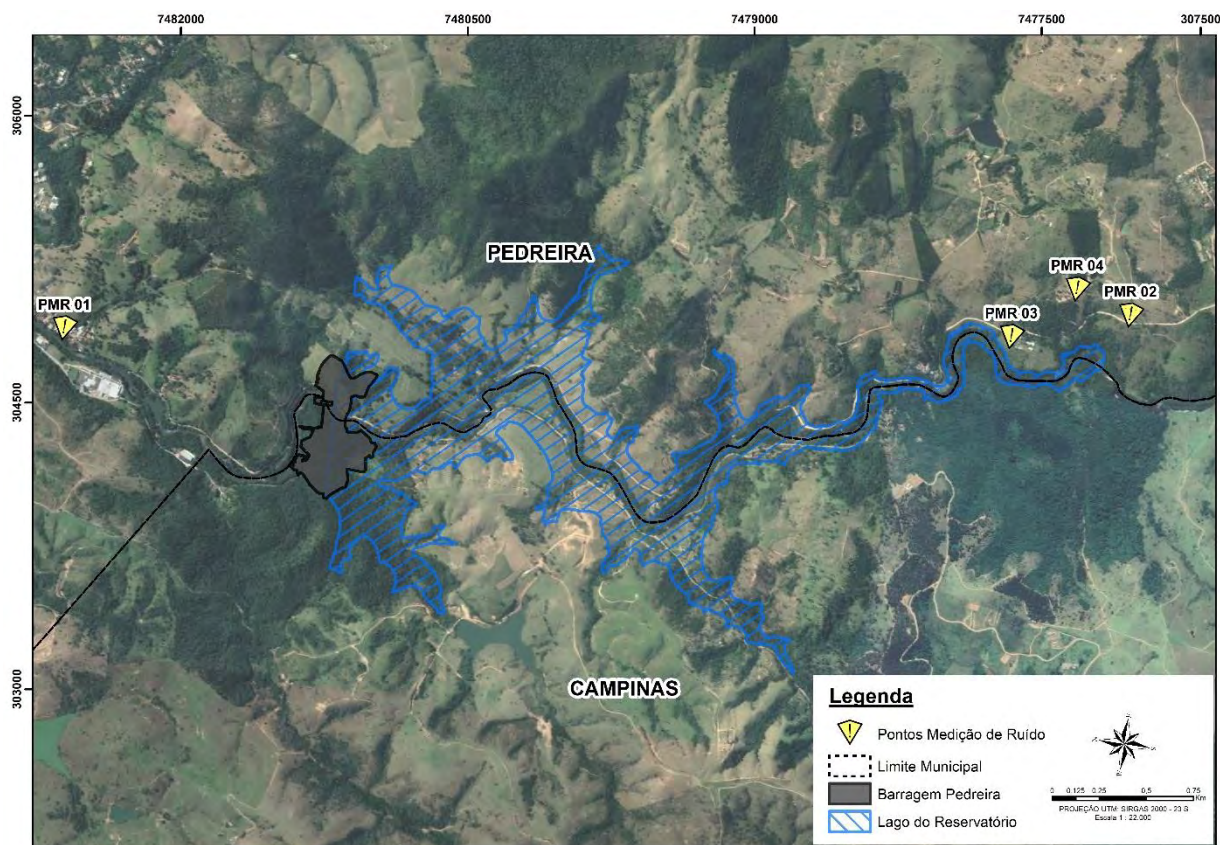 7482000
7480500
7479000
7477500
307500
306000
304500
303000
PEDREIRA
PMR 01
PMR 04
PMR 02
PMR 03
CAMPINAS
Legenda
Pontos Medição de Ruído
Limite Municipal
Barragem Pedreira
Lago do Reservatório
0 0,125 0,25 0,5 0,75
Km
PROJEÇÃO UTM: SIRGAS 2000 - 23 S
Escala 1 : 22.000